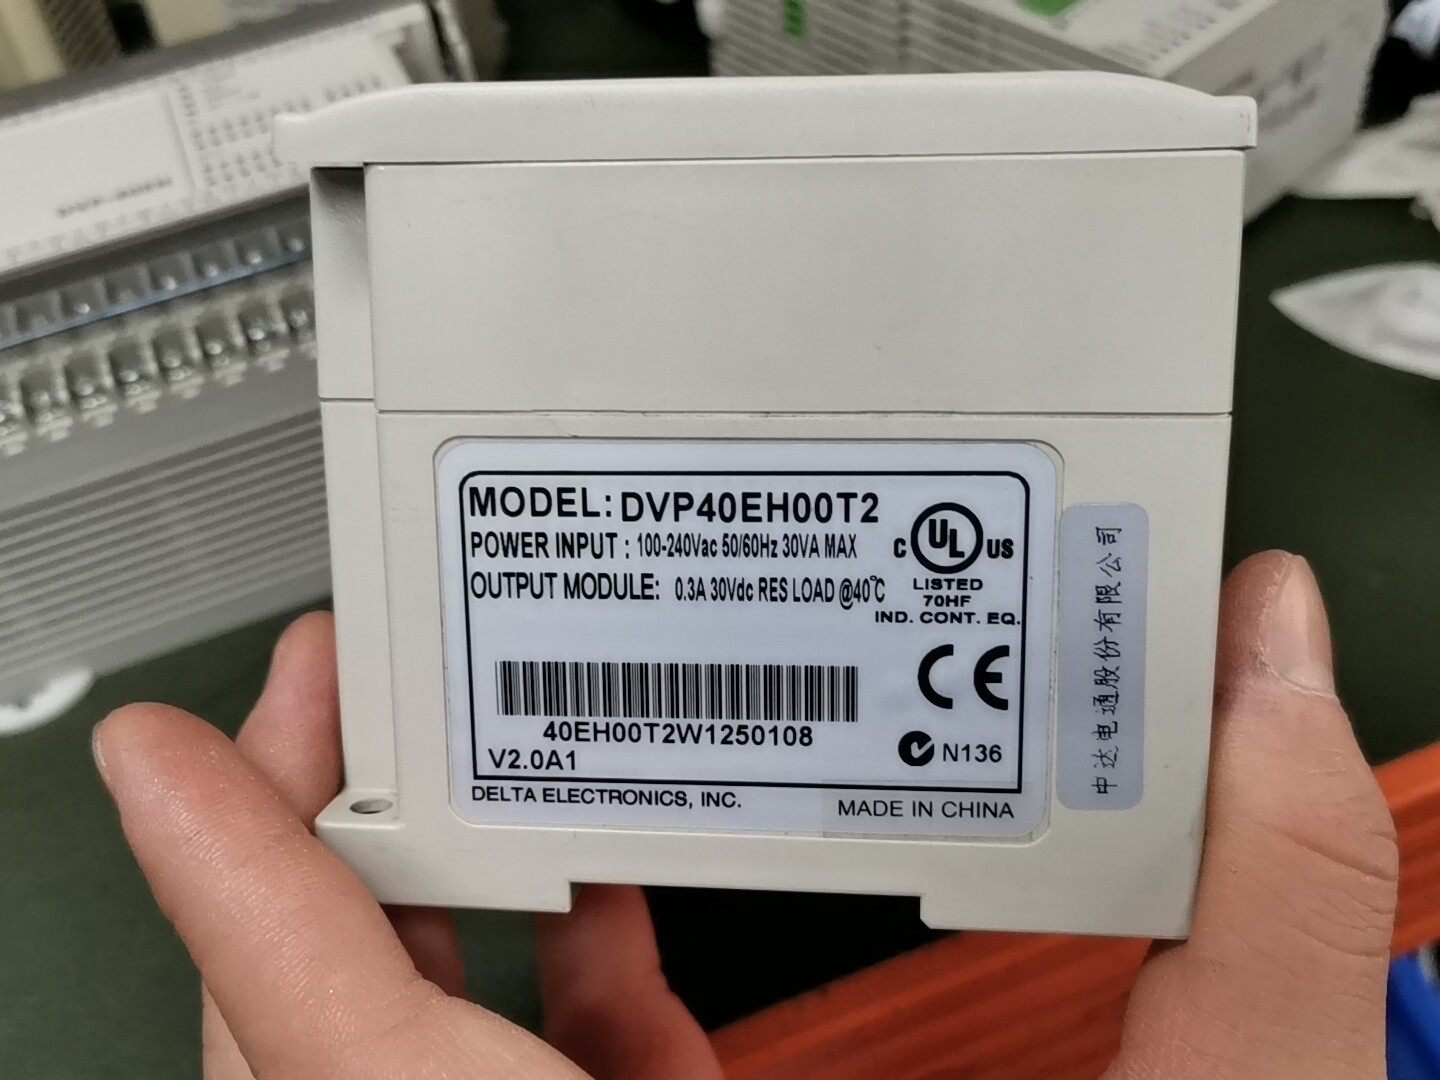 MODEL: DVP40EH00T2
POWER INPUT : 100-240Vac 50/60Hz 30VA MAX
OUTPUT MODULE: 0.3A 30Vdc RES LOAD @40℃
C UL US
LISTED
70HF
IND. CONT. EQ.
CE
40EH00T2W1250108
V2.0A1
N136
DELTA ELECTRONICS, INC.
MADE IN CHINA
中达电通股份有限公司